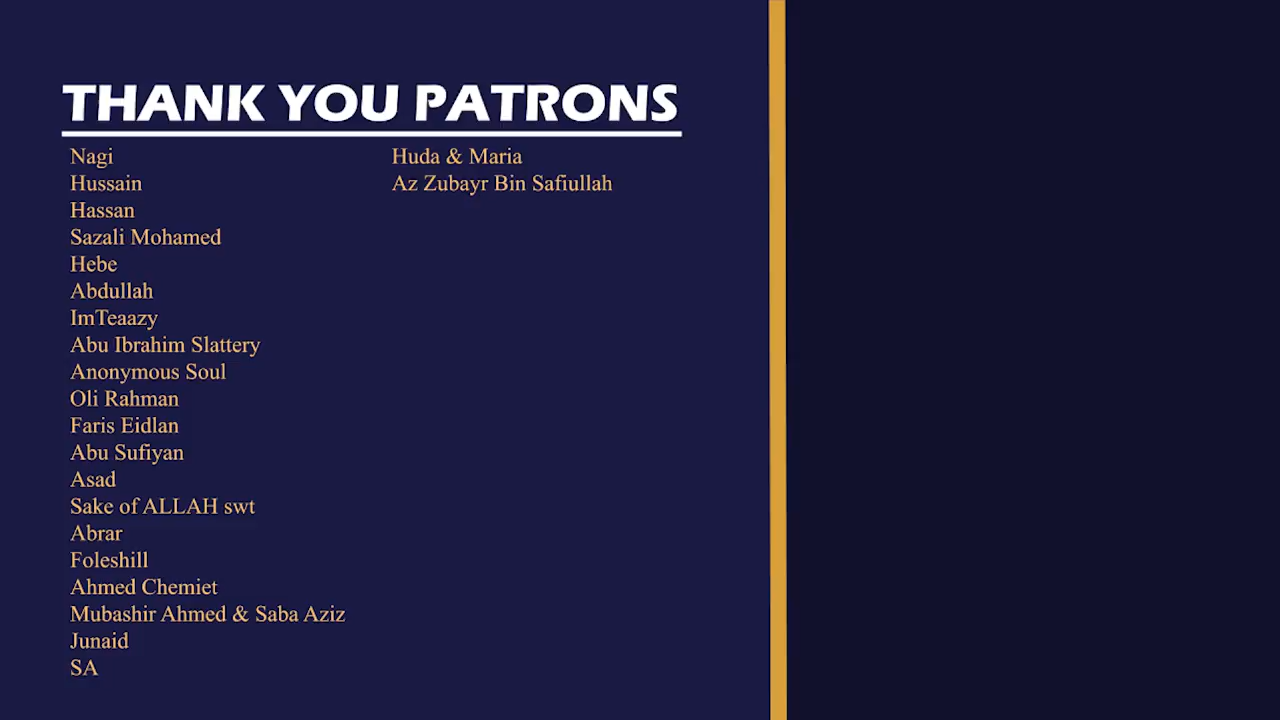 THANK YOU PATRONS
Nagi
Hussain
Hassan
Sazali Mohamed
Hebe
Abdullah
ImTeaazy
Abu Ibrahim Slattery
Anonymous Soul
Oli Rahman
Faris Eidlan
Abu Sufiyan
Asad
Sake of ALLAH swt
Abrar
Foleshill
Ahmed Chemiet
Mubashir Ahmed & Saba Aziz
Junaid
SA
Huda & Maria
Az Zubayr Bin Safiullah